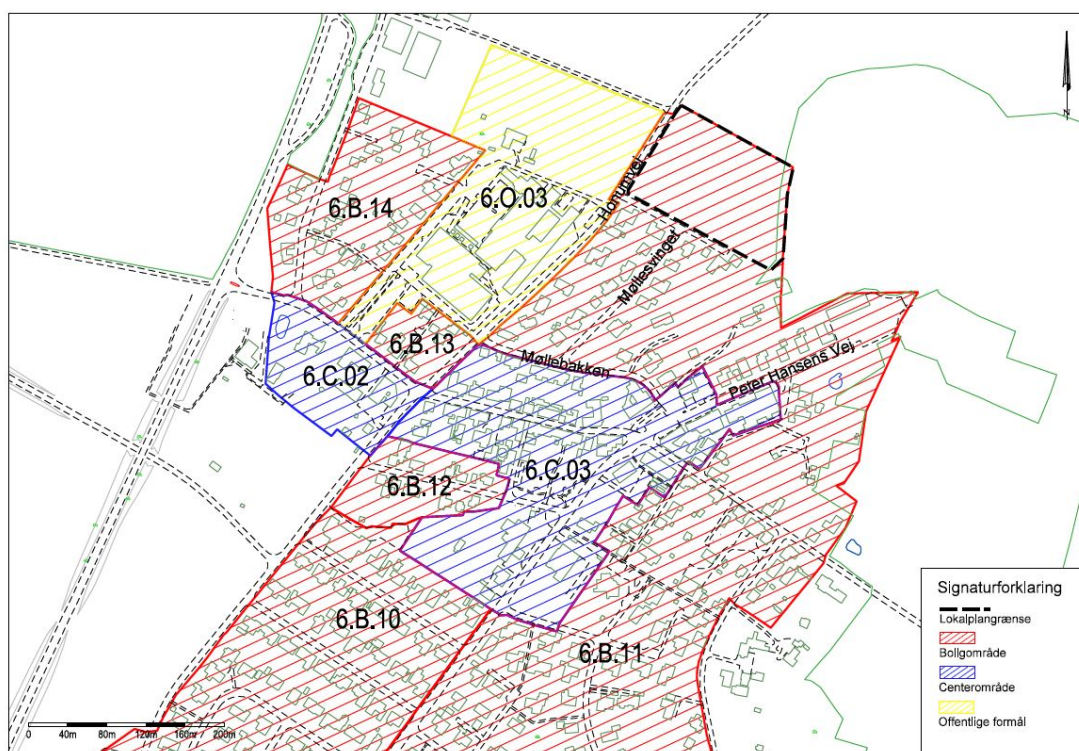 N
6.O.03
Honumvej
6.B.14
Møllesvinget
6.B.13
Møllebakken
6.C.02
Peter Hansens Vej
6.C.03
6.B.12
6.B.10
6.B.11
Signaturforklaring
Lokalplangrænse
Boligområde
Centerområde
Offentlige formål
0 40m 80m 120m 160m 200m